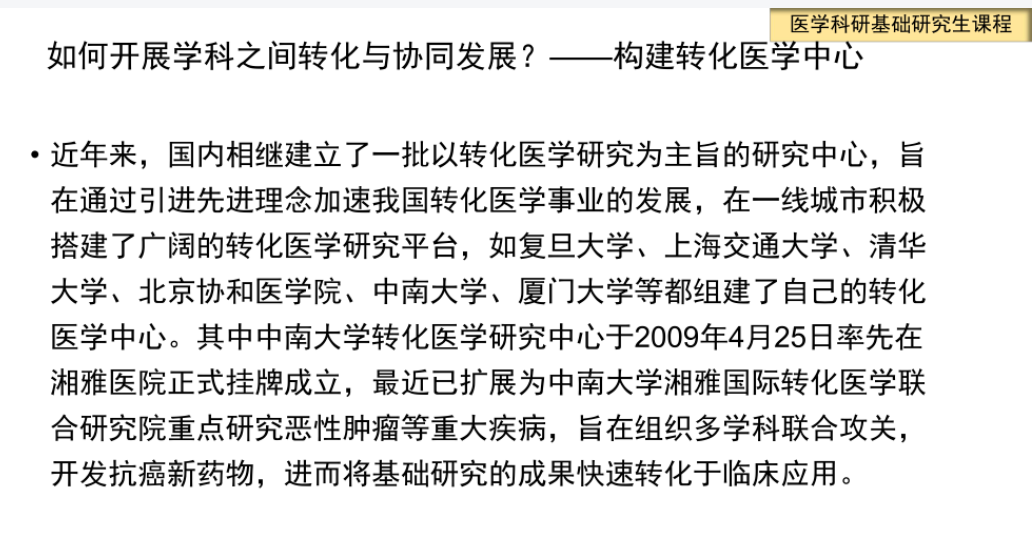 医学科研基础研究生课程
如何开展学科之间转化与协同发展？——构建转化医学中心
• 近年来，国内相继建立了一批以转化医学研究为主旨的研究中心，旨
在通过引进先进理念加速我国转化医学事业的发展，在一线城市积极
搭建了广阔的转化医学研究平台，如复旦大学、上海交通大学、清华
大学、北京协和医学院、中南大学、厦门大学等都组建了自己的转化
医学中心。其中中南大学转化医学研究中心于2009年4月25日率先在
湘雅医院正式挂牌成立，最近已扩展为中南大学湘雅国际转化医学联
合研究院重点研究恶性肿瘤等重大疾病，旨在组织多学科联合攻关，
开发抗癌新药物，进而将基础研究的成果快速转化于临床应用。